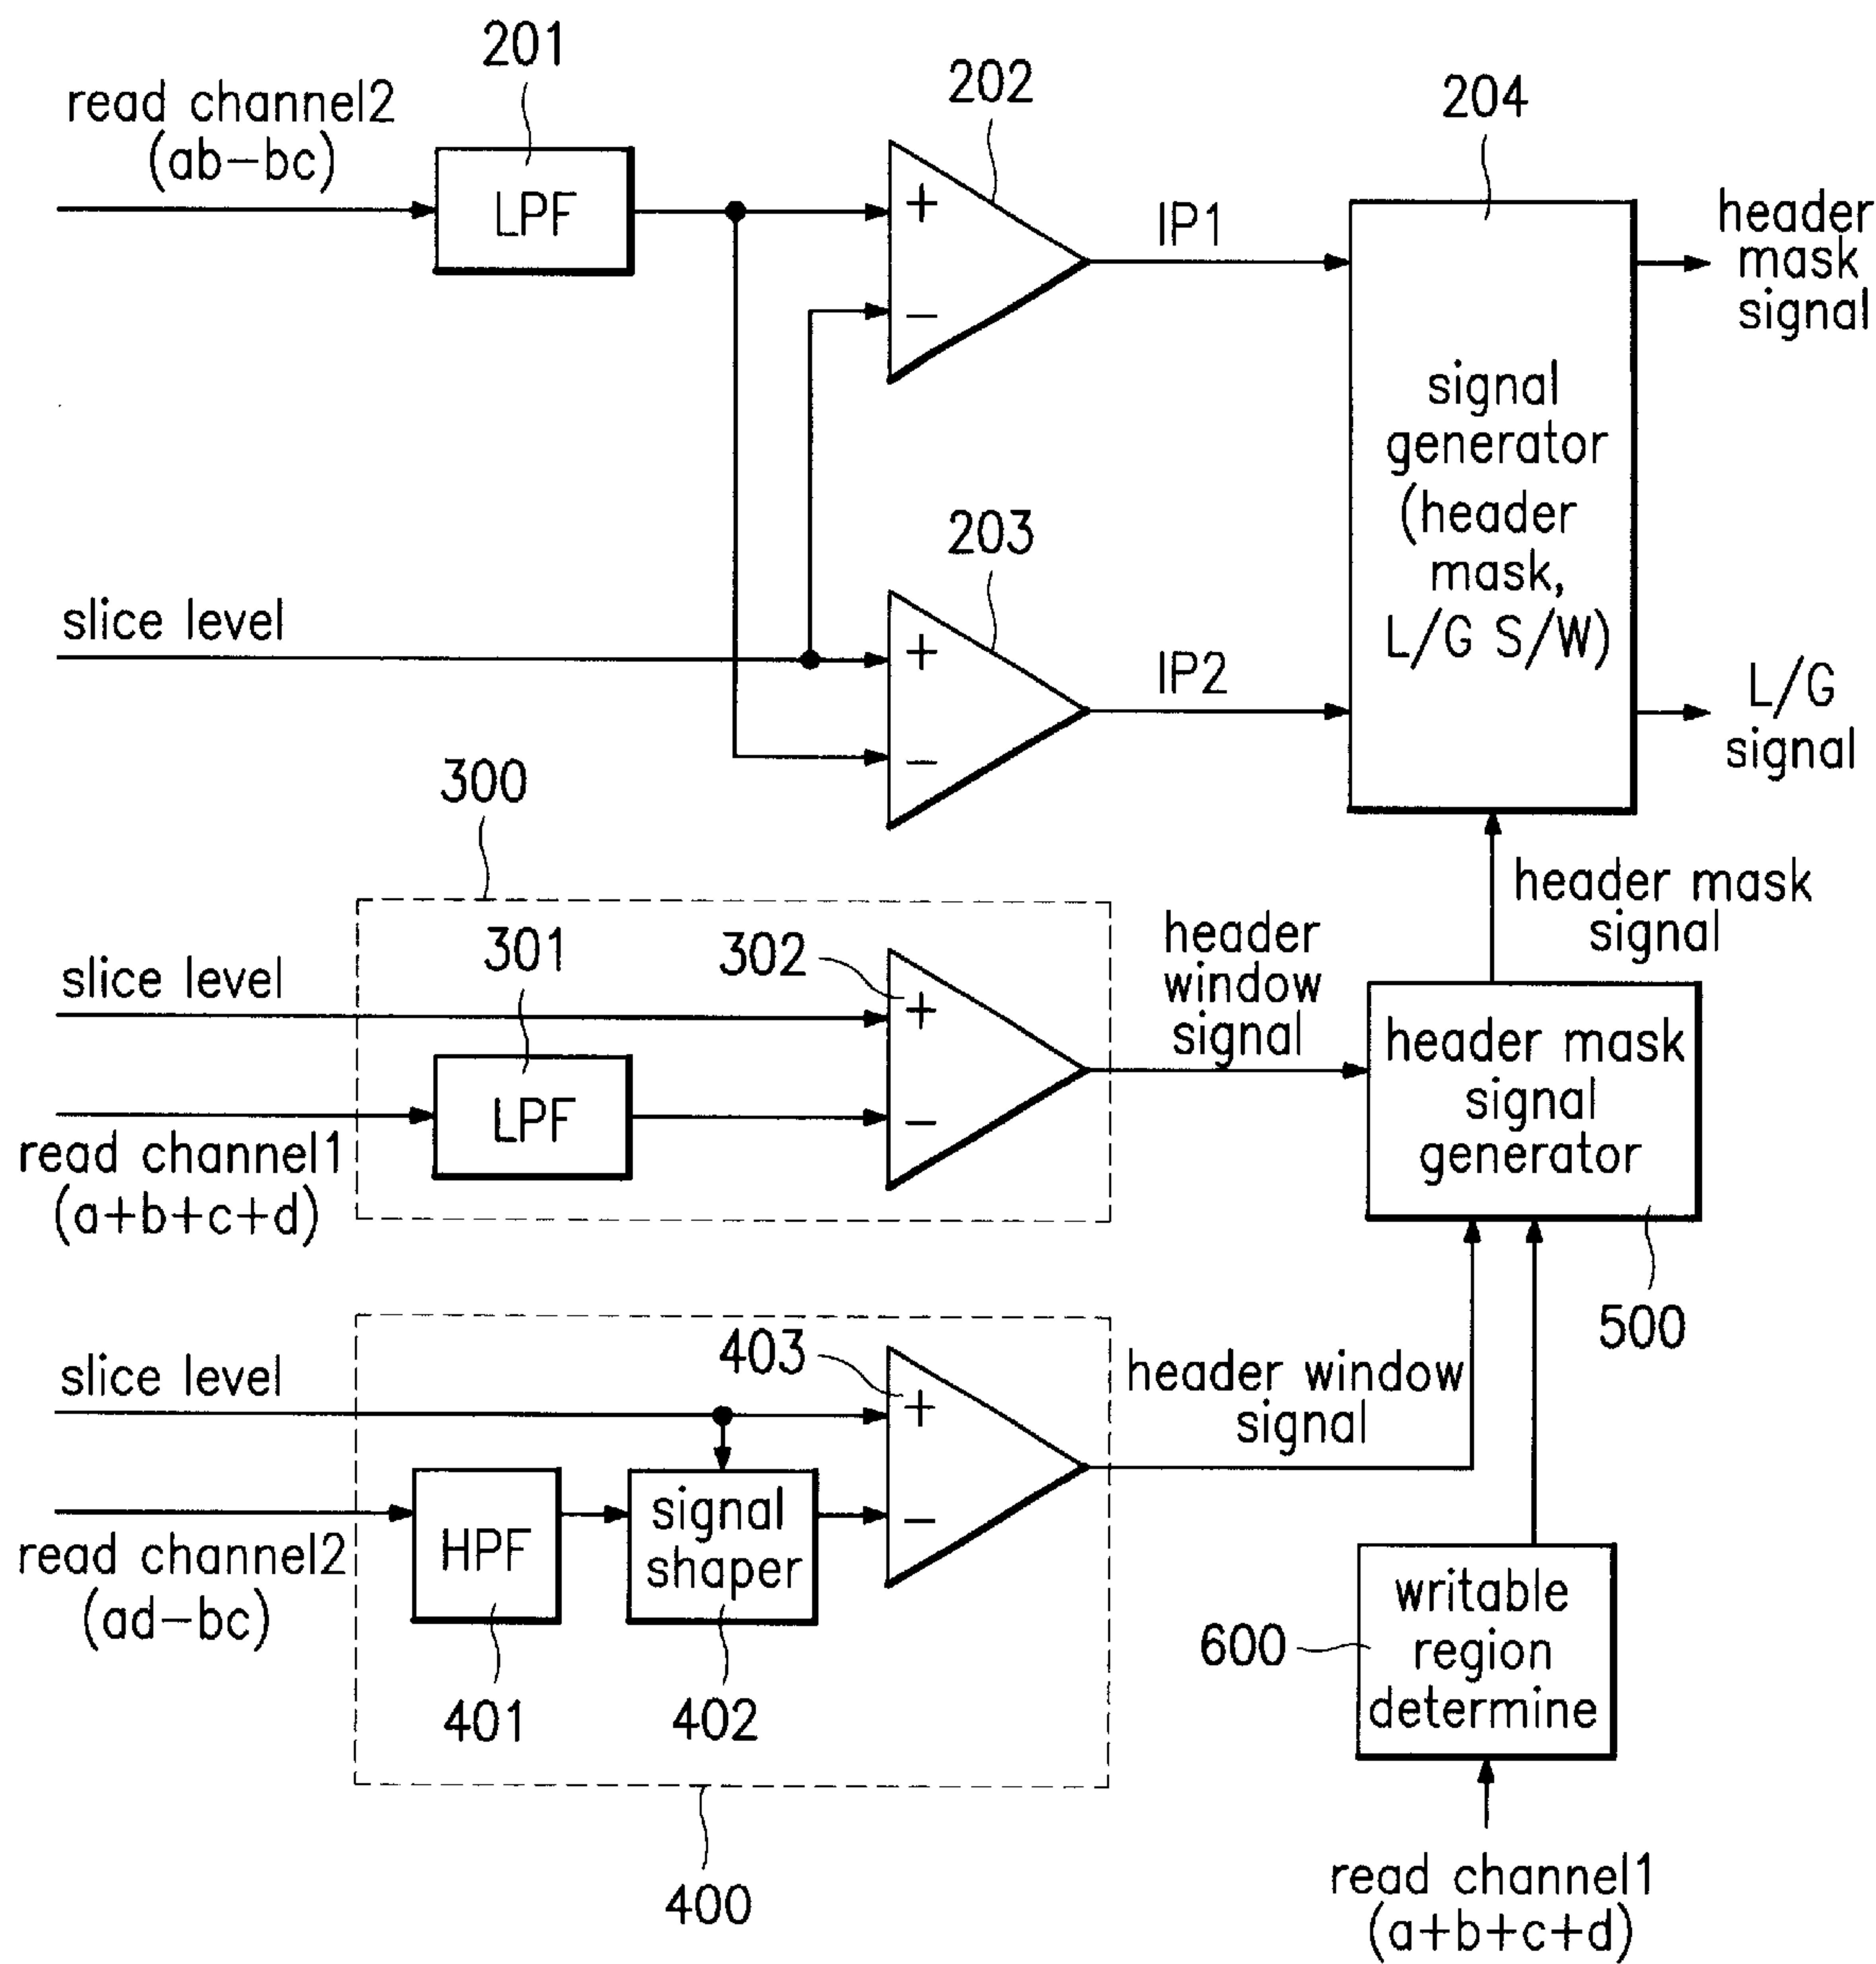 201
read channel2
(ab-bc)
LPF
202
+
-
IP1
204
signal
generator
(header
mask,
L/G S/W)
header
mask
signal
slice level
203
+
-
IP2
L/G
signal
300
301
302
slice level
+
LPF
-
read channel1
(a+b+c+d)
header
window
signal
header mask
signal
header mask
signal
generator
500
403
slice level
+
header window
signal
HPF
signal
shaper
-
read channel2
(ad-bc)
401
402
400
600
writable
region
determine
read channel1
(a+b+c+d)